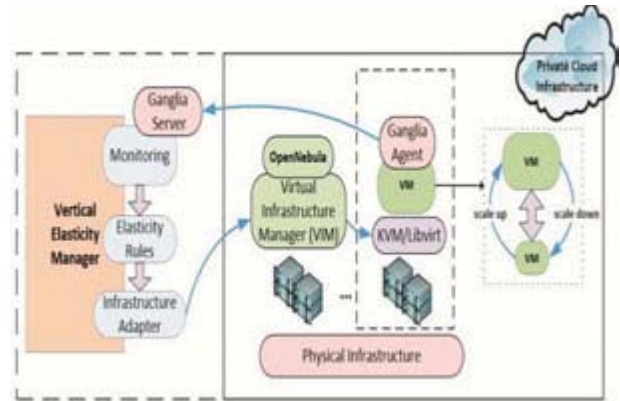 Private Cloud
Infrastructure
Ganglia
Server
Monitoring
Vertical
Elasticity
Manager
Elasticity
Rules
Infrastructure
Adapter
OpenNebula
Virtual
Infrastructure
Manager (VIM)
Ganglia
Agent
VM
KVM/Libvirt
...
Physical Infrastructure
VM
scale up
scale down
VM